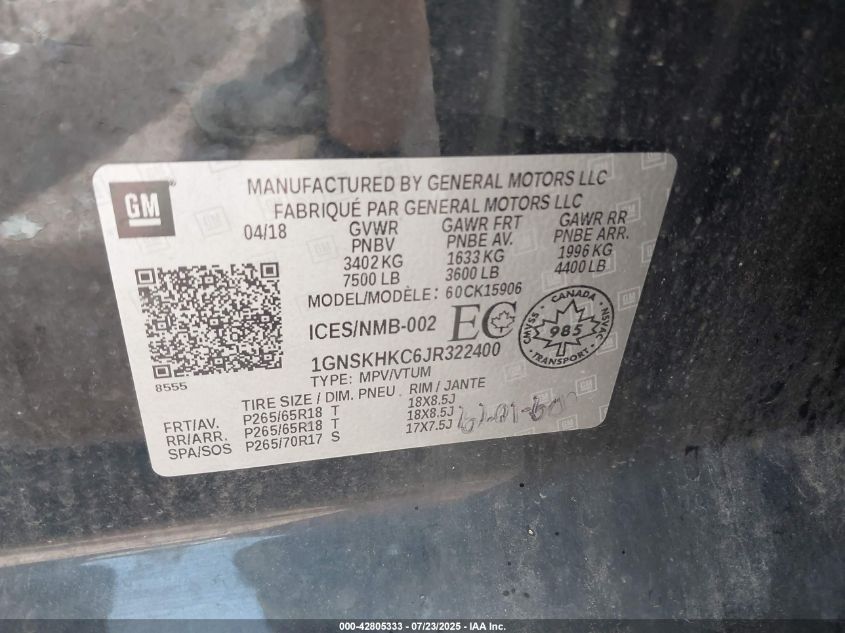 GM
MANUFACTURED BY GENERAL MOTORS LLC
FABRIQUÉ PAR GENERAL MOTORS LLC
04/18 GVWR GAWR FRT GAWR RR
PNBV PNBE AV. PNBE ARR.
3402 KG 1633 KG 1996 KG
7500 LB 3600 LB 4400 LB
MODEL/MODÈLE: 60CK15906
ICES/NMB-002 EC
CANADA
CMVSS 985 NSVAC
TRANSPORT
1GNSKHKC6JR322400
8555
TYPE: MPV/VTUM
TIRE SIZE / DIM. PNEU. RIM / JANTE
FRT/AV. P265/65R18 T 18X8.5J
RR/ARR. P265/65R18 T 18X8.5J
SPA/SOS P265/70R17 S 17X7.5J
000-42805333 - 07/23/2025 - IAA Inc.